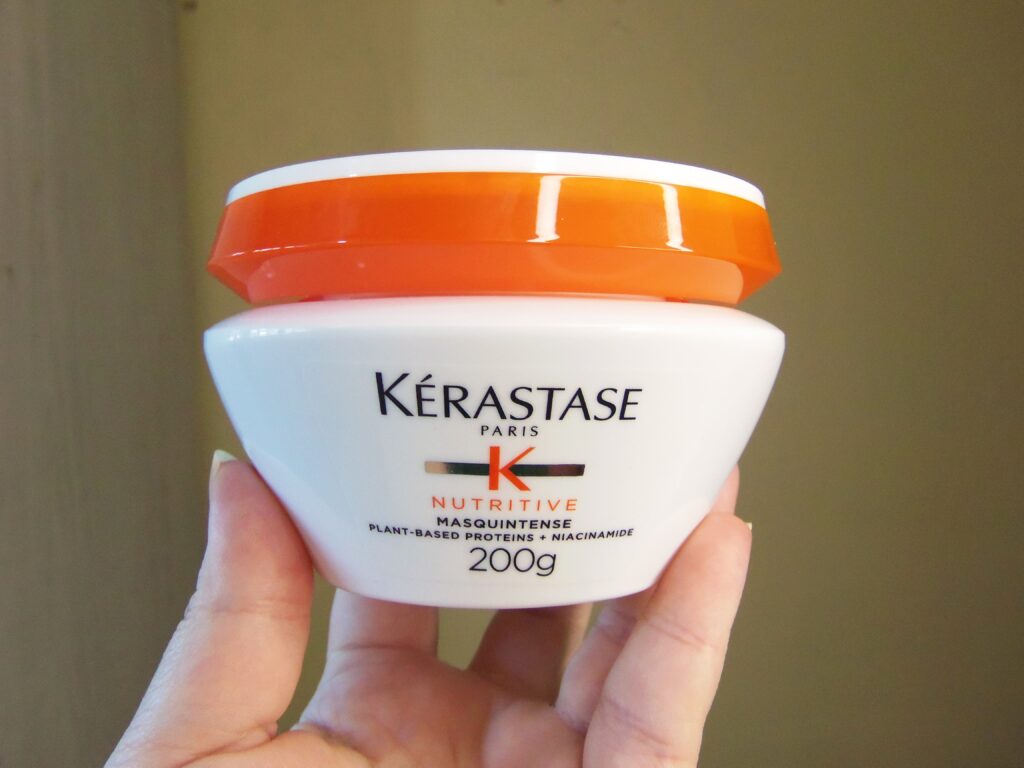 KÉRASTASE
PARIS
K
NUTRITIVE
MASQUINTENSE
PLANT-BASED PROTEINS + NIACINAMIDE
200g